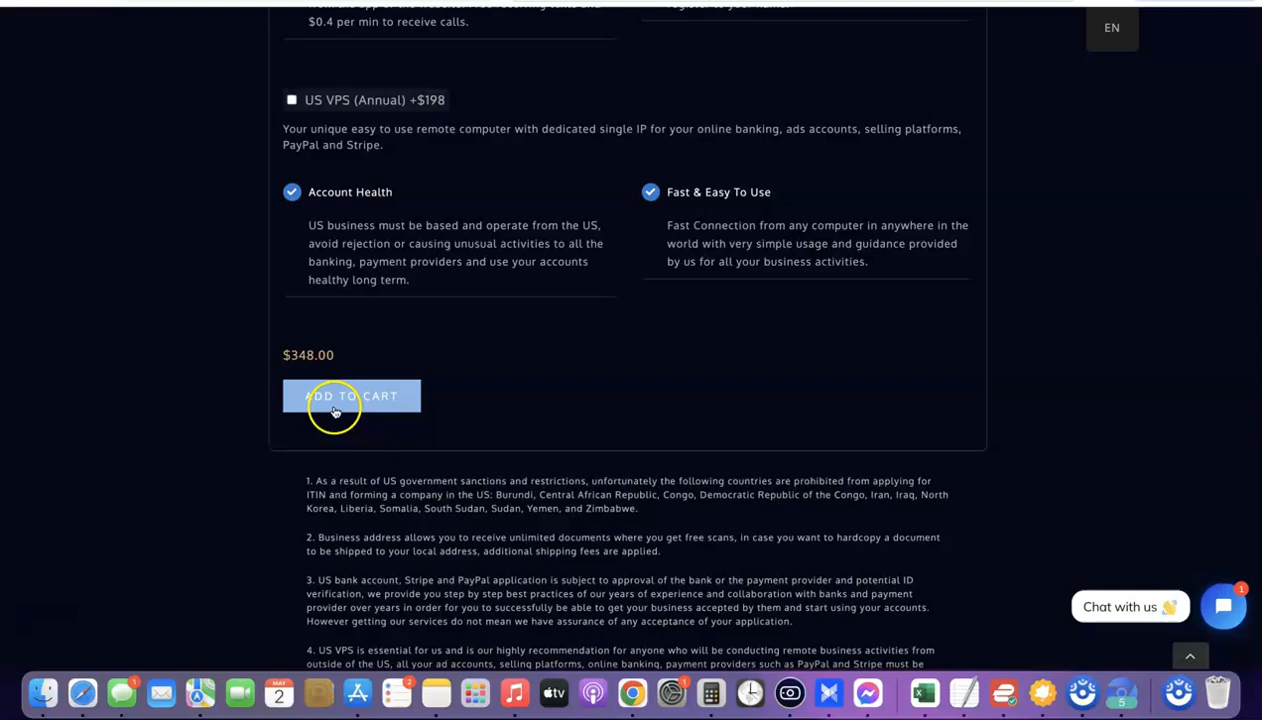 $0.4 per min to receive calls.
EN
US VPS (Annual) +$198
Your unique easy to use remote computer with dedicated single IP for your online banking, ads accounts, selling platforms,
PayPal and Stripe.
Account Health
US business must be based and operate from the US,
avoid rejection or causing unusual activities to all the
banking, payment providers and use your accounts
healthy long term.
Fast & Easy To Use
Fast Connection from any computer in anywhere in the
world with very simple usage and guidance provided
by us for all your business activities.
$348.00
ADD TO CART
1. As a result of US government sanctions and restrictions, unfortunately the following countries are prohibited from applying for
ITIN and forming a company in the US: Burundi, Central African Republic, Congo, Democratic Republic of the Congo, Iran, Iraq, North
Korea, Liberia, Somalia, South Sudan, Sudan, Yemen, and Zimbabwe.
2. Business address allows you to receive unlimited documents where you get free scans, in case you want to hardcopy a document
to be shipped to your local address, additional shipping fees are applied.
3. US bank account, Stripe and PayPal application is subject to approval of the bank or the payment provider and potential ID
verification, we provide you step by step best practices of our years of experience and collaboration with banks and payment
provider over years in order for you to successfully be able to get your business accepted by them and start using your accounts.
However getting our services do not mean we have assurance of any acceptance of your application.
4. US VPS is essential for us and is our highly recommendation for anyone who will be conducting remote business activities from
outside of the US, all your ad accounts, selling platforms, online banking, payment providers such as PayPal and Stripe must be
Chat with us 👋
1
1
MAY
2
2
tv
1
5